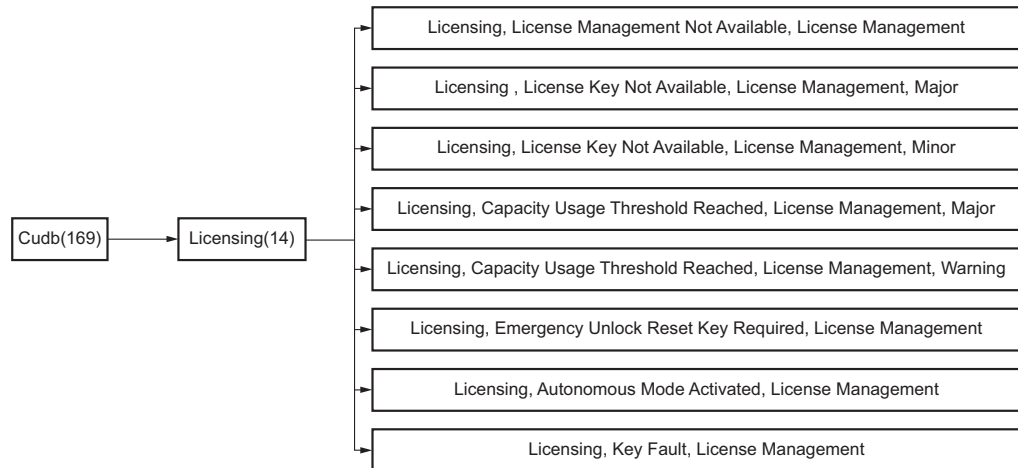 Licensing, License Management Not Available, License Management
Licensing , License Key Not Available, License Management, Major
Licensing, License Key Not Available, License Management, Minor
Licensing, Capacity Usage Threshold Reached, License Management, Major
Cudb(169)
Licensing(14)
Licensing, Capacity Usage Threshold Reached, License Management, Warning
Licensing, Emergency Unlock Reset Key Required, License Management
Licensing, Autonomous Mode Activated, License Management
Licensing, Key Fault, License Management